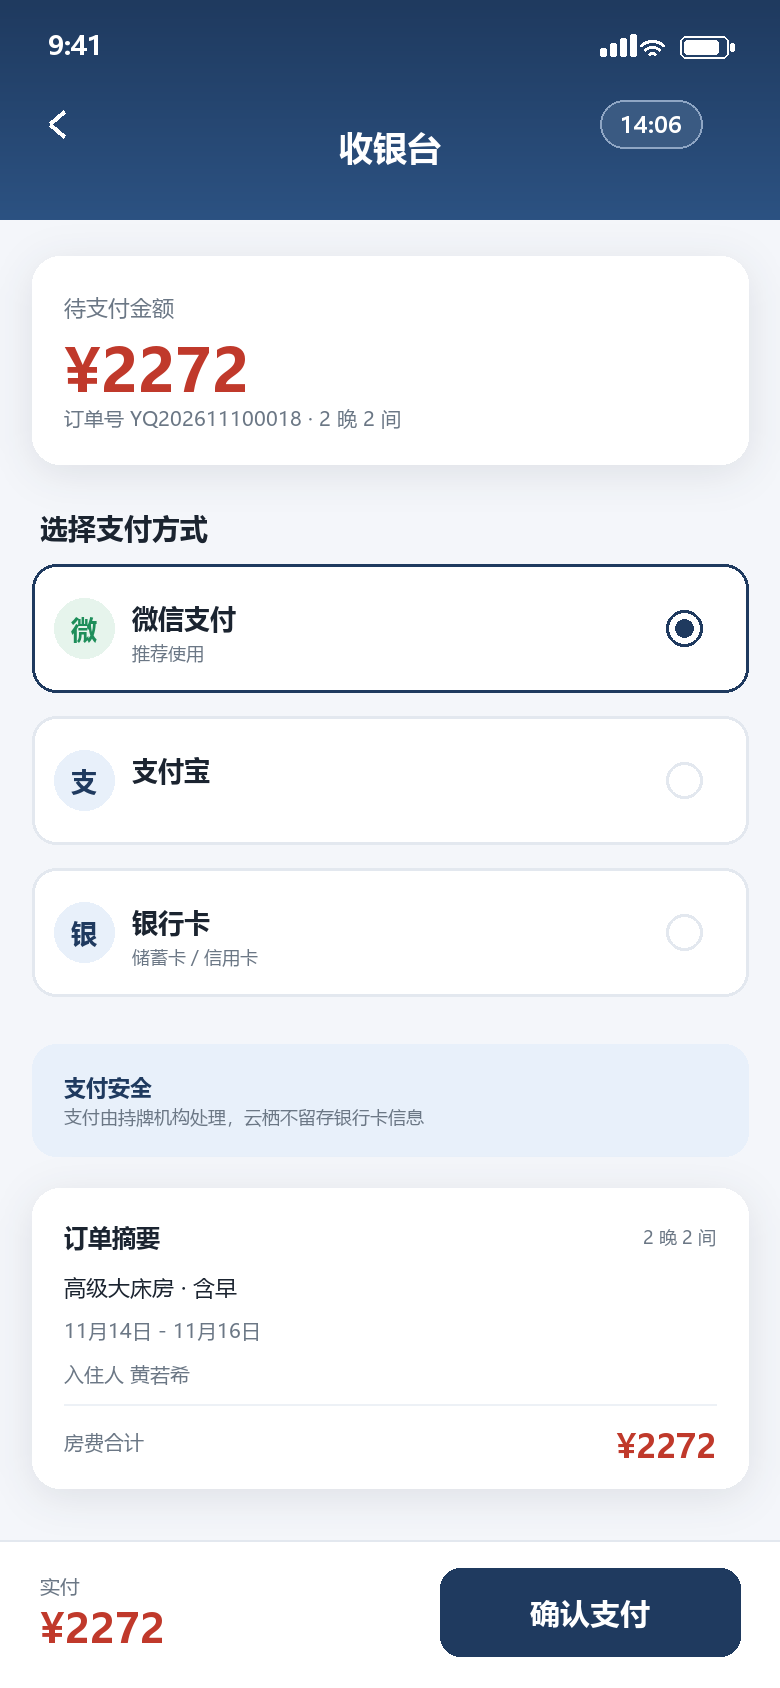 9:41
收银台
14:06
待支付金额
¥2272
订单号 YQ202611100018 · 2 晚 2 间
选择支付方式
微
微信支付
推荐使用
支
支付宝
银
银行卡
储蓄卡 / 信用卡
支付安全
支付由持牌机构处理，云栖不留存银行卡信息
订单摘要
2 晚 2 间
高级大床房 · 含早
11月14日 - 11月16日
入住人 黄若希
房费合计
¥2272
实付
¥2272
确认支付